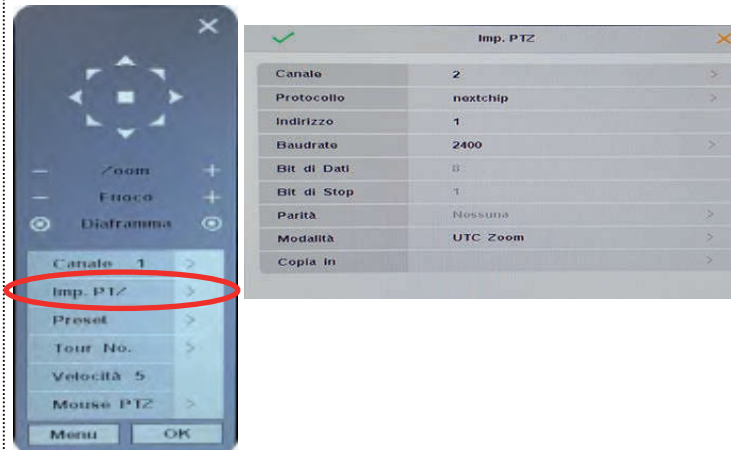 Zoom
Fuoco
Diaframma
Canale 1
Imp. PTZ
Preset
Tour No.
Velocità 5
Mouse PTZ
Menu OK
Imp. PTZ
Canale 2
Protocollo nextchip
Indirizzo 1
Baudrate 2400
Bit di Dati 8
Bit di Stop 1
Parità Nessuna
Modalità UTC Zoom
Copia in